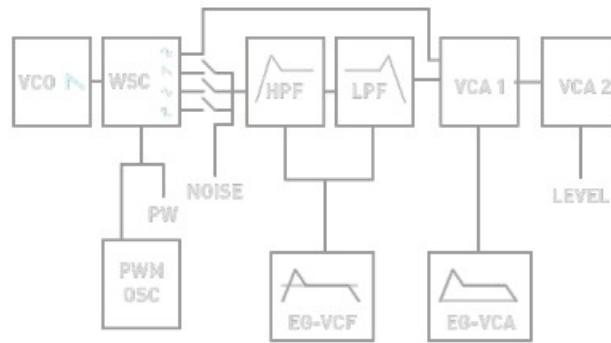 VCO
WSC
HPF
LPF
VCA 1
VCA 2
NOISE
PW
LEVEL
PWM
OSC
EG-VCF
EG-VCA